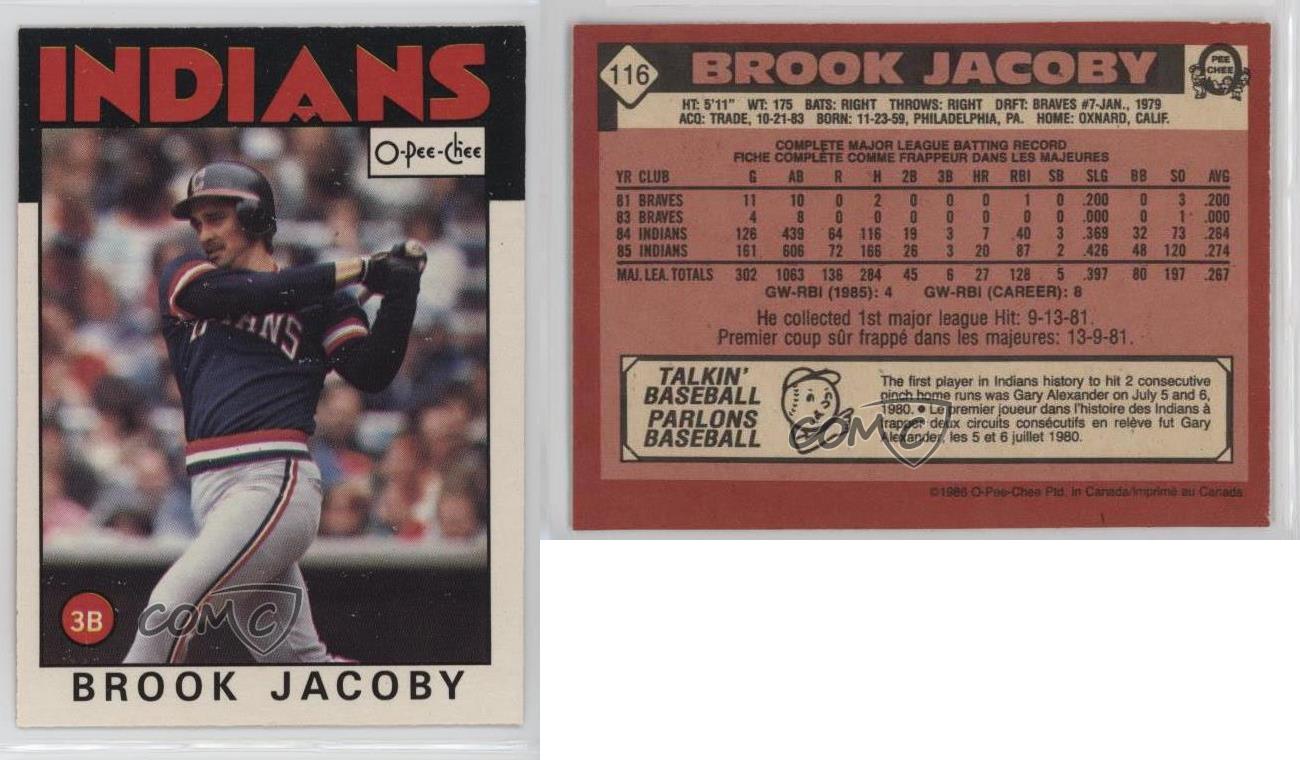 INDIANS
O-Pee-Chee
INDIANS
3B
COMC
BROOK JACOBY
116
BROOK JACOBY
O
PEE
CHEE
HT: 5'11" WT: 175 BATS: RIGHT THROWS: RIGHT DRFT: BRAVES #7-JAN., 1979
ACQ: TRADE, 10-21-83 BORN: 11-23-59, PHILADELPHIA, PA. HOME: OXNARD, CALIF.
COMPLETE MAJOR LEAGUE BATTING RECORD
FICHE COMPLÈTE COMME FRAPPEUR DANS LES MAJEURES
YR CLUB G AB R H 2B 3B HR RBI SB SLG BB SO AVG
81 BRAVES 11 10 0 2 0 0 0 1 0 .200 0 3 .200
83 BRAVES 4 8 0 0 0 0 0 0 0 .000 0 1 .000
84 INDIANS 126 439 64 116 19 3 7 40 3 .369 32 73 .264
85 INDIANS 161 606 72 166 26 3 20 87 2 .426 48 120 .274
MAJ. LEA. TOTALS 302 1063 136 284 45 6 27 128 5 .397 80 197 .267
GW-RBI (1985): 4 GW-RBI (CAREER): 8
He collected 1st major league Hit: 9-13-81.
Premier coup sûr frappé dans les majeures: 13-9-81.
TALKIN'
BASEBALL
PARLONS
BASEBALL
The first player in Indians history to hit 2 consecutive
pinch home runs was Gary Alexander on July 5 and 6,
1980. • Le premier joueur dans l'histoire des Indians à
frapper deux circuits consécutifs en relève fut Gary
Alexander, les 5 et 6 juillet 1980.
COMC
©1986 O-Pee-Chee Ptd. in Canada/Imprimé au Canada